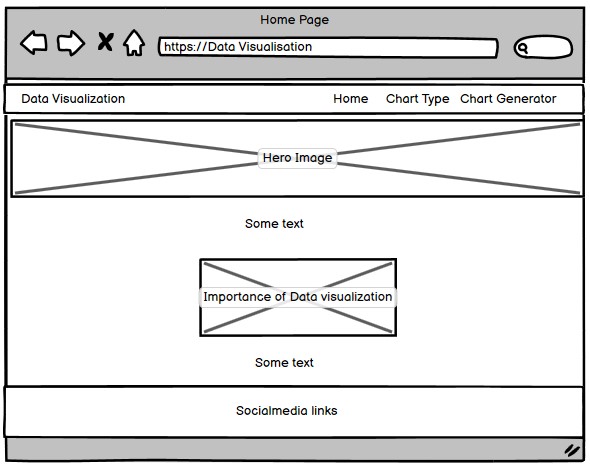 Home Page
https://Data Visualisation
Data Visualization Home Chart Type Chart Generator
Hero Image
Some text
Importance of Data visualization
Some text
Socialmedia links